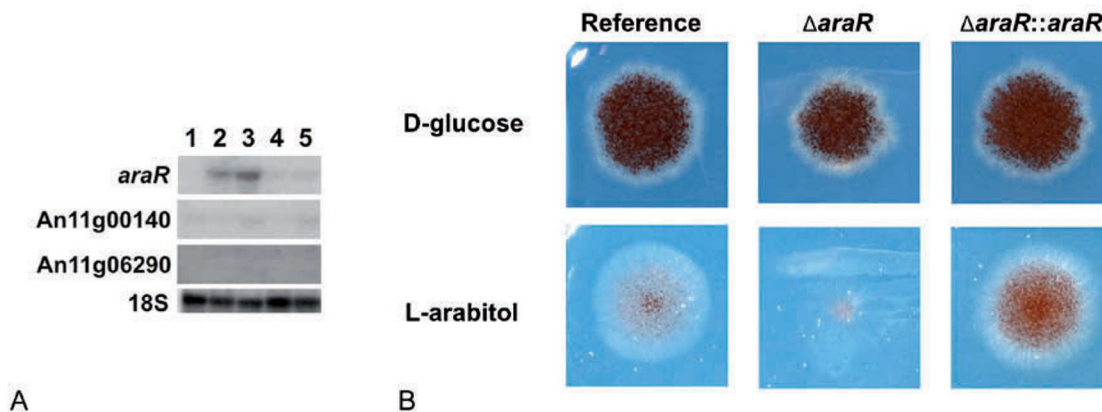 1 2 3 4 5
araR
An11g00140
An11g06290
18S
A
Reference ΔaraR ΔaraR::araR
D-glucose
L-arabitol
B